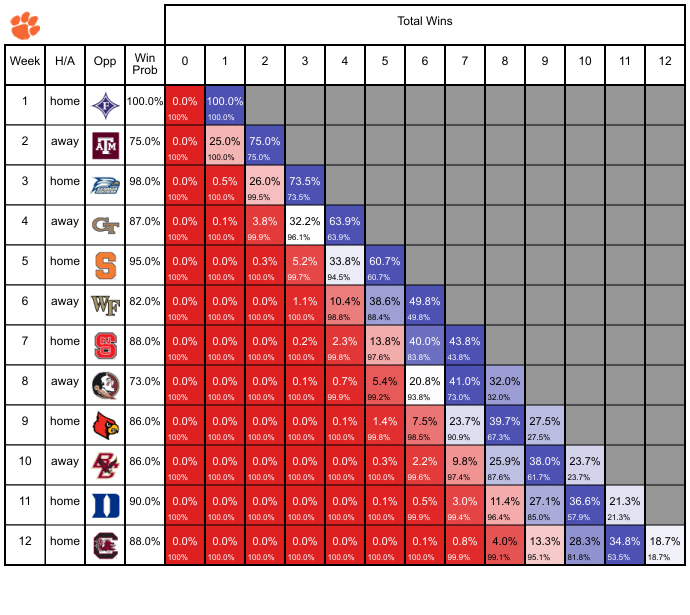 Total Wins
Week H/A Opp Win Prob 0 1 2 3 4 5 6 7 8 9 10 11 12
1 home F 100.0% 0.0% 100.0%
100% 100.0%
2 away ATM 75.0% 0.0% 25.0% 75.0%
100% 100.0% 75.0%
3 home 98.0% 0.0% 0.5% 26.0% 73.5%
100% 100.0% 99.5% 73.5%
4 away GT 87.0% 0.0% 0.1% 3.8% 32.2% 63.9%
100% 100.0% 99.9% 96.1% 63.9%
5 home S 95.0% 0.0% 0.0% 0.3% 5.2% 33.8% 60.7%
100% 100.0% 100.0% 99.7% 94.5% 60.7%
6 away WF 82.0% 0.0% 0.0% 0.0% 1.1% 10.4% 38.6% 49.8%
100% 100.0% 100.0% 100.0% 98.8% 88.4% 49.8%
7 home S 88.0% 0.0% 0.0% 0.0% 0.2% 2.3% 13.8% 40.0% 43.8%
100% 100.0% 100.0% 100.0% 99.8% 97.6% 83.8% 43.8%
8 away 73.0% 0.0% 0.0% 0.0% 0.1% 0.7% 5.4% 20.8% 41.0% 32.0%
100% 100.0% 100.0% 100.0% 99.9% 99.2% 93.8% 73.0% 32.0%
9 home 86.0% 0.0% 0.0% 0.0% 0.0% 0.1% 1.4% 7.5% 23.7% 39.7% 27.5%
100% 100.0% 100.0% 100.0% 100.0% 99.8% 98.5% 90.9% 67.3% 27.5%
10 away BC 86.0% 0.0% 0.0% 0.0% 0.0% 0.0% 0.3% 2.2% 9.8% 25.9% 38.0% 23.7%
100% 100.0% 100.0% 100.0% 100.0% 100.0% 99.6% 97.4% 87.6% 61.7% 23.7%
11 home D 90.0% 0.0% 0.0% 0.0% 0.0% 0.0% 0.1% 0.5% 3.0% 11.4% 27.1% 36.6% 21.3%
100% 100.0% 100.0% 100.0% 100.0% 100.0% 99.9% 99.4% 96.4% 85.0% 57.9% 21.3%
12 home C 88.0% 0.0% 0.0% 0.0% 0.0% 0.0% 0.0% 0.1% 0.8% 4.0% 13.3% 28.3% 34.8% 18.7%
100% 100.0% 100.0% 100.0% 100.0% 100.0% 100.0% 99.9% 99.1% 95.1% 81.8% 53.5% 18.7%